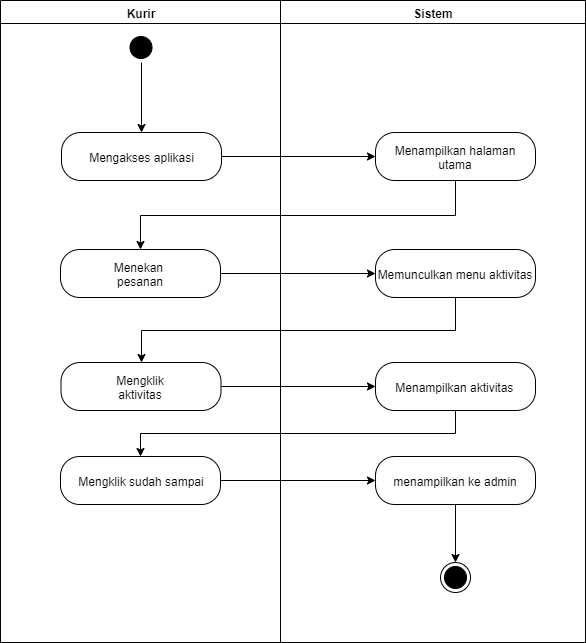 Kurir
Sistem
Mengakses aplikasi
Menampilkan halaman
utama
Menekan
pesanan
Memunculkan menu aktivitas
Mengklik
aktivitas
Menampilkan aktivitas
Mengklik sudah sampai
menampilkan ke admin